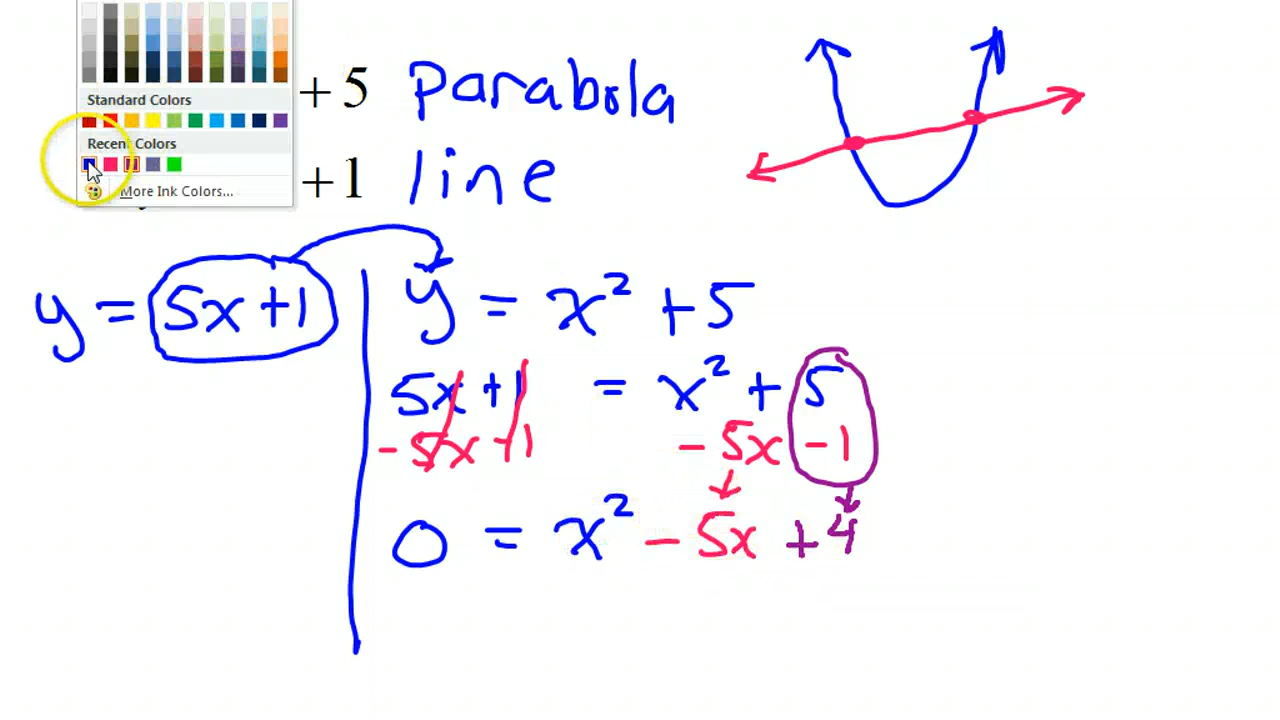 + 5 parabola
Standard Colors
Recent Colors
+1 line
More Ink Colors...
y = 5x+1
y = x² + 5
5x +1 = x² + 5
- 5x +1 - 5x - 1
0 = x² - 5x + 4